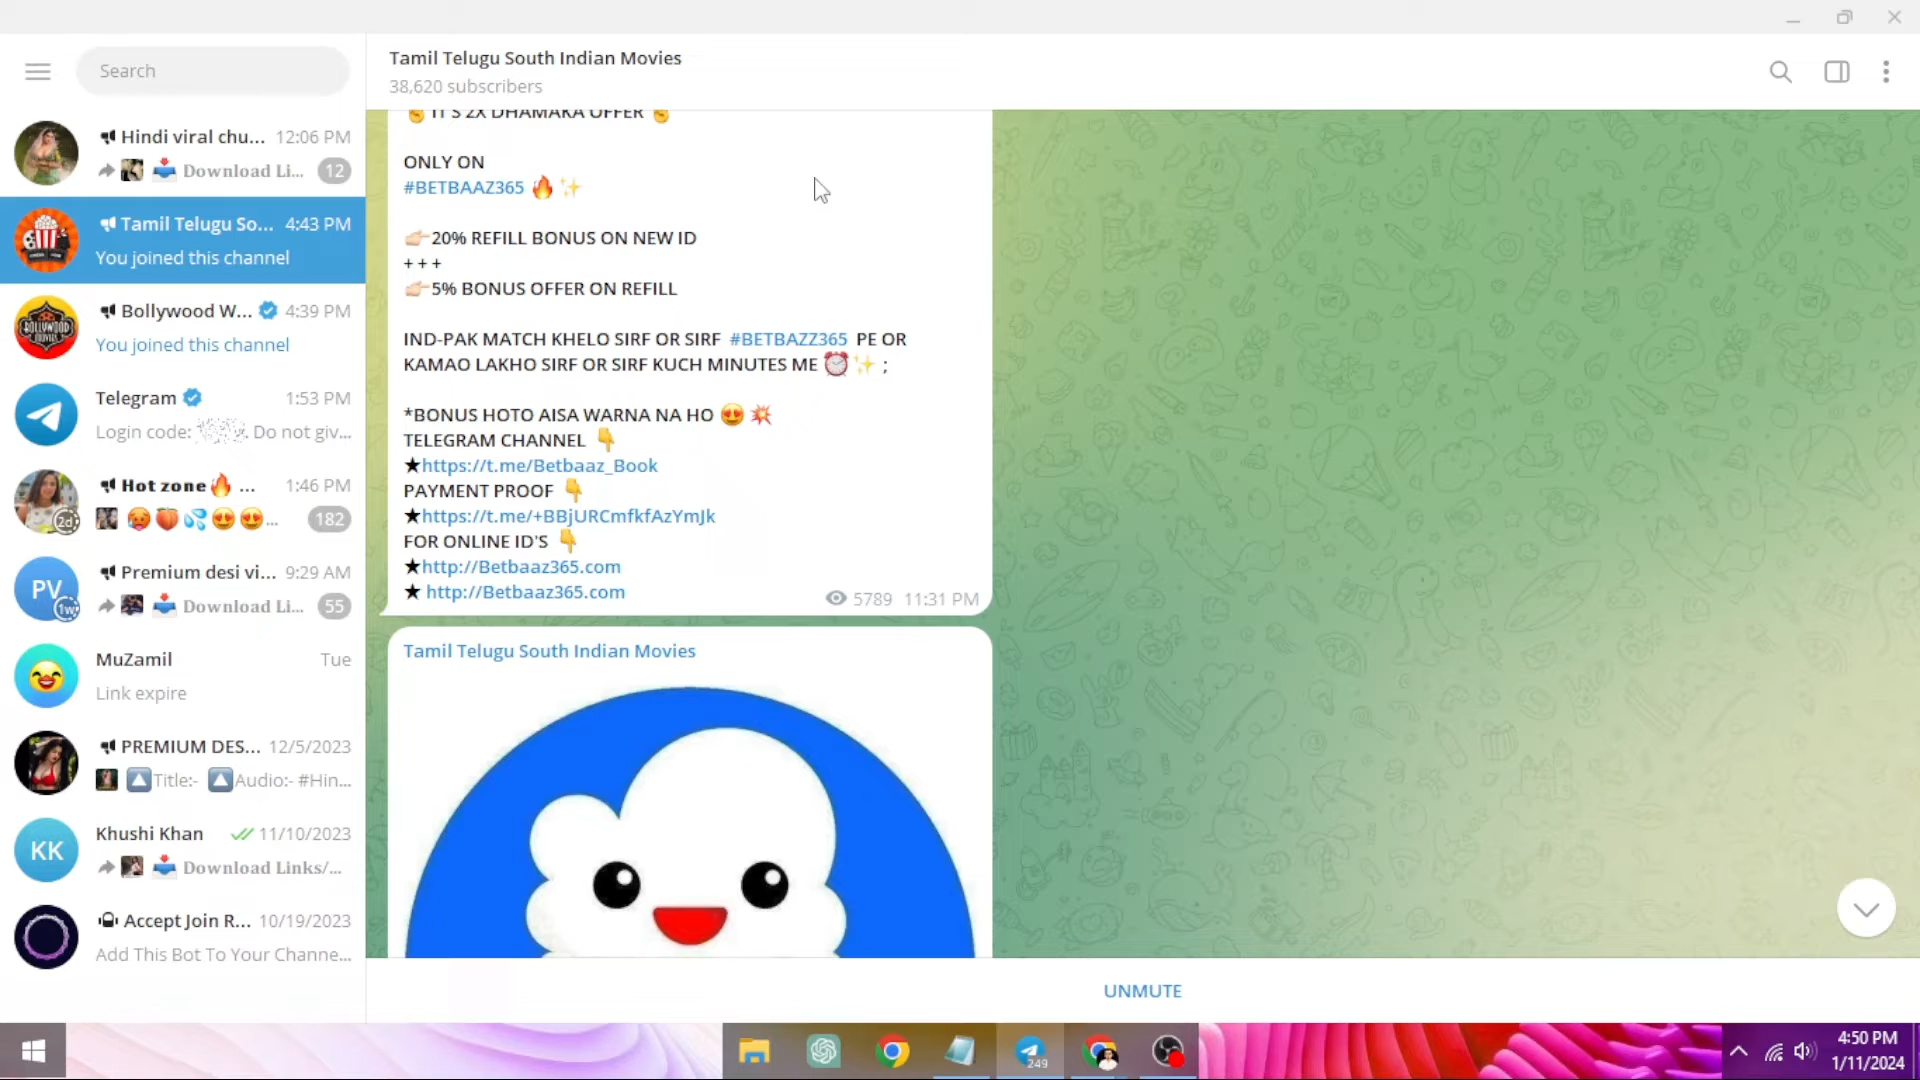 Search
Hindi viral chu... 12:06 PM
Download Li... 12
Tamil Telugu So... 4:43 PM
You joined this channel
Bollywood W... 4:39 PM
You joined this channel
Telegram 1:53 PM
Login code: Do not giv...
2d
Hot zone🔥 ... 1:46 PM
🥵🍑💦😍😍... 182
PV
1w
Premium desi vi... 9:29 AM
Download Li... 55
MuZamil Tue
Link expire
PREMIUM DES... 12/5/2023
🔼Title:- 🔼Audio:- #Hin...
KK
Khushi Khan 11/10/2023
Download Links/...
Accept Join R... 10/19/2023
Add This Bot To Your Channe...
Tamil Telugu South Indian Movies
38,620 subscribers
IT'S 2X DHAMAKA OFFER
ONLY ON
#BETBAAZ365 🔥✨
👉🏻20% REFILL BONUS ON NEW ID
+++
👉🏻5% BONUS OFFER ON REFILL
IND-PAK MATCH KHELO SIRF OR SIRF #BETBAZZ365 PE OR
KAMAO LAKHO SIRF OR SIRF KUCH MINUTES ME ⏰✨ ;
*BONUS HOTO AISA WARNA NA HO 😍 💥
TELEGRAM CHANNEL 👇
★https://t.me/Betbaaz_Book
PAYMENT PROOF 👇
★https://t.me/+BBjURCmfkfAzYmJk
FOR ONLINE ID'S 👇
★http://Betbaaz365.com
★ http://Betbaaz365.com
5789 11:31 PM
Tamil Telugu South Indian Movies
UNMUTE
249
4:50 PM
1/11/2024